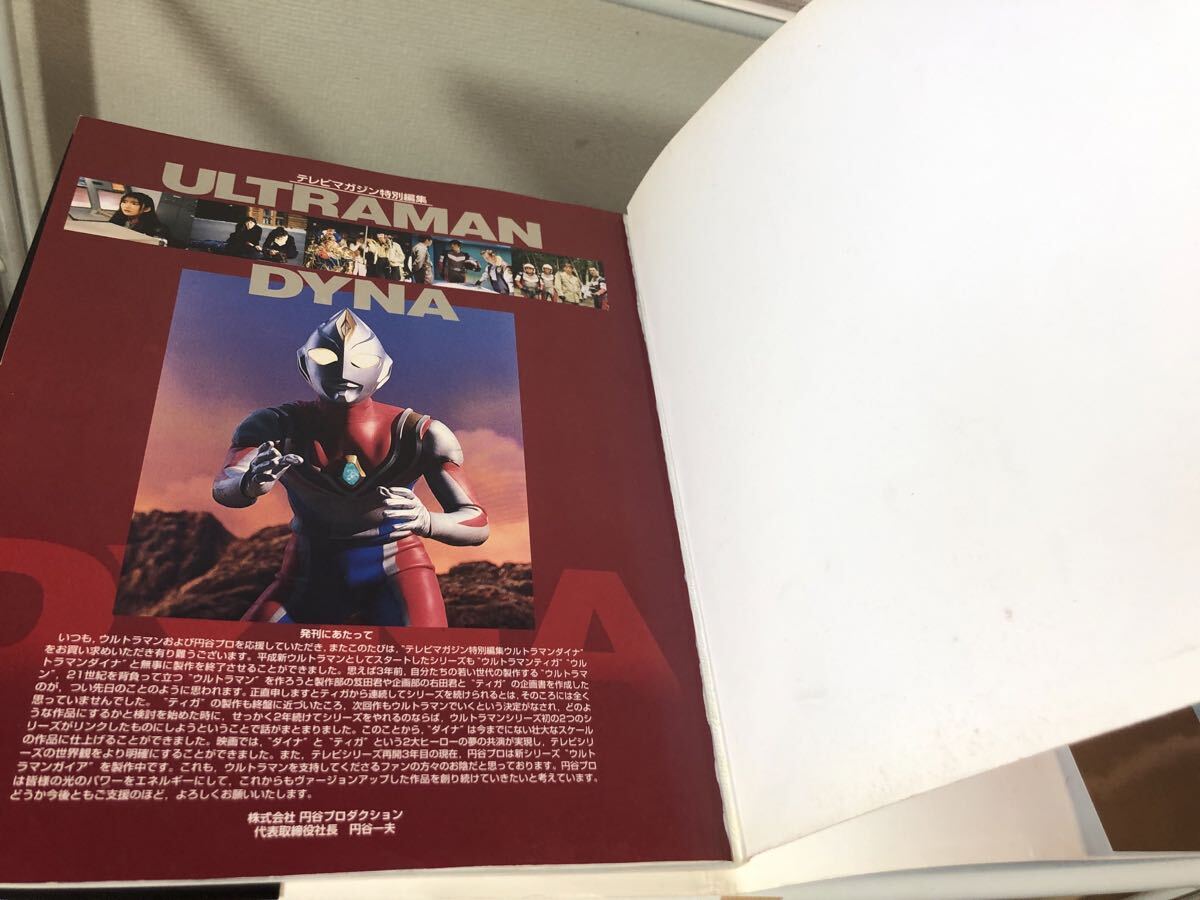 テレビマガジン特別編集
ULTRAMAN
DYNA
発刊にあたって
いつも，ウルトラマンおよび円谷プロを応援していただき，またこのたびは，“テレビマガジン特別編集ウルトラマンダイナ”
をお買い求めいただき有り難うございます。平成新ウルトラマンとしてスタートしたシリーズも“ウルトラマンティガ”“ウル
トラマンダイナ”と無事に製作を終了させることができました。思えば3年前，自分たちの若い世代の製作する“ウルトラマ
ン”，21世紀を背負って立つ“ウルトラマン”を作ろうと製作部の笈田君や企画部の右田君と“ティガ”の企画書を作成した
のが，つい先日のことのように思われます。正直申しますとティガから連続してシリーズを続けられるとは，そのころには全く
思っていませんでした。“ティガ”の製作も終盤に近づいたころ，次回作もウルトラマンでいくという決定がなされ，どのよ
うな作品にするかと検討を始めた時に，せっかく2年続けてシリーズをやれるのならば，ウルトラマンシリーズ初の2つのシ
リーズがリンクしたものにしようということで話がまとまりました。このことから，“ダイナ”は今までにない壮大なスケール
の作品に仕上げることができました。映画では，“ダイナ”と“ティガ”という2大ヒーローの夢の共演が実現し，テレビシリ
ーズの世界観をより明確にすることができました。また，テレビシリーズ再開3年目の現在，円谷プロは新シリーズ“ウルト
ラマンガイア”を製作中です。これも，ウルトラマンを支持してくださるファンの方々のお陰だと思っております。円谷プロ
は皆様の光のパワーをエネルギーにして，これからもヴァージョンアップした作品を創り続けていきたいと考えています。
どうか今後ともご支援のほど，よろしくお願いいたします。
株式会社 円谷プロダクション
代表取締役社長 円谷一夫
DYNA